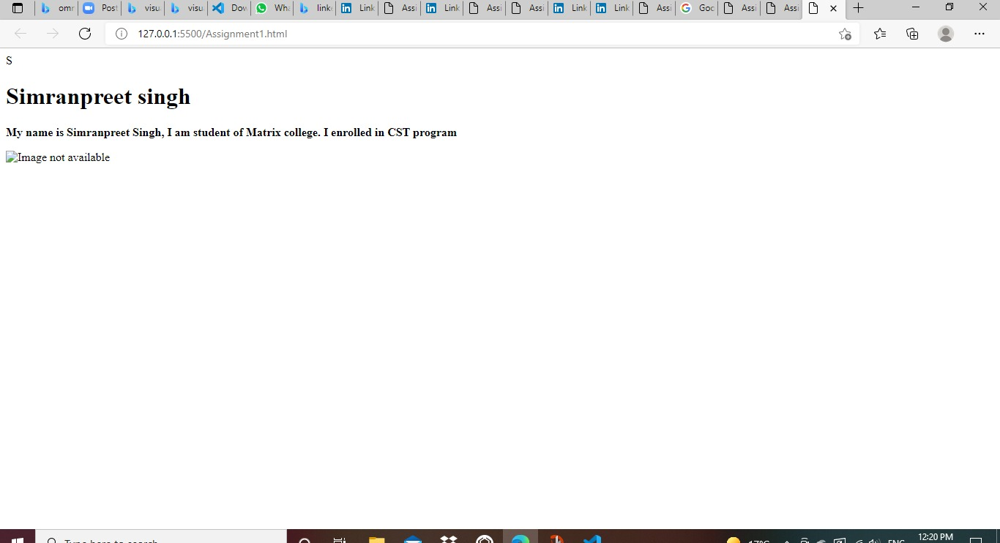 omr Post visu visu Dov Wha link Link Assi Link Assi Assi Link Link Assi Goc Assi Assi
127.0.0.1:5500/Assignment1.html
S
Simranpreet singh
My name is Simranpreet Singh, I am student of Matrix college. I enrolled in CST program
Image not available
Type here to search
17°C ENG 12:20 PM